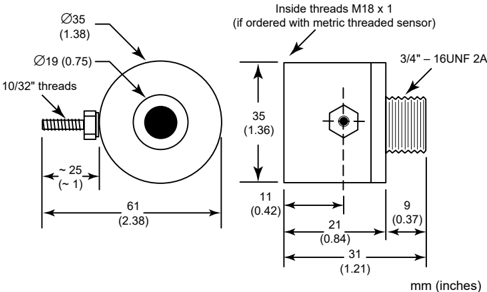 Inside threads M18 x 1
(if ordered with metric threaded sensor)
Ø35
(1.38)
Ø19 (0.75)
3/4" – 16UNF 2A
10/32" threads
35
(1.36)
~ 25
(~ 1)
11
(0.42)
9
(0.37)
61
(2.38)
21
(0.84)
31
(1.21)
mm (inches)